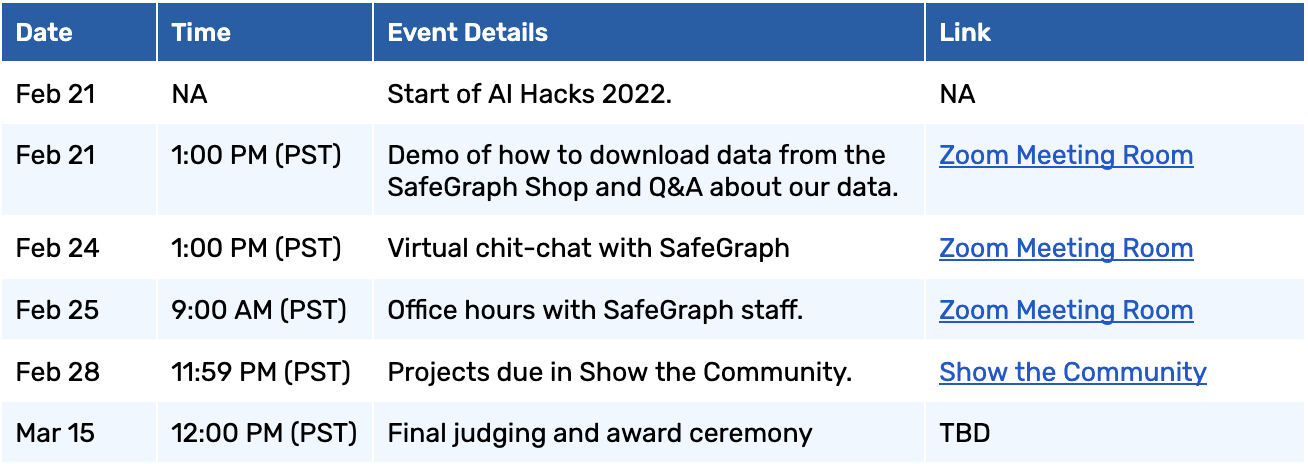 Date Time Event Details Link
Feb 21 NA Start of AI Hacks 2022. NA
Feb 21 1:00 PM (PST) Demo of how to download data from the Zoom Meeting Room
SafeGraph Shop and Q&A about our data.
Feb 24 1:00 PM (PST) Virtual chit-chat with SafeGraph Zoom Meeting Room
Feb 25 9:00 AM (PST) Office hours with SafeGraph staff. Zoom Meeting Room
Feb 28 11:59 PM (PST) Projects due in Show the Community. Show the Community
Mar 15 12:00 PM (PST) Final judging and award ceremony TBD